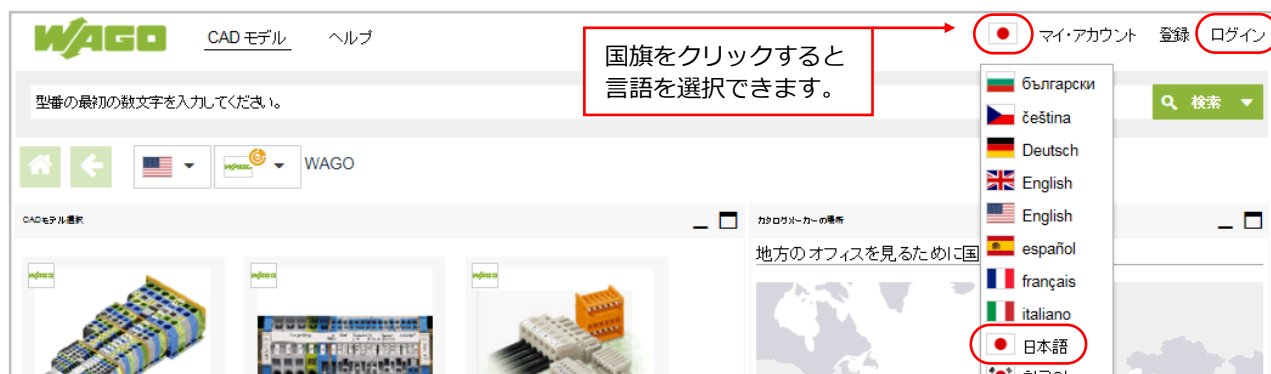 WAGO
CAD モデル ヘルプ
国旗をクリックすると
言語を選択できます。
マイ・アカウント 登録 ログイン
型番の最初の数文字を入力してください。
検索
WAGO
български
čeština
Deutsch
English
English
español
français
italiano
日本語
CADモデル選択
カタログメーカーの場所
地方のオフィスを見るために国
WAGO
WAGO
WAGO